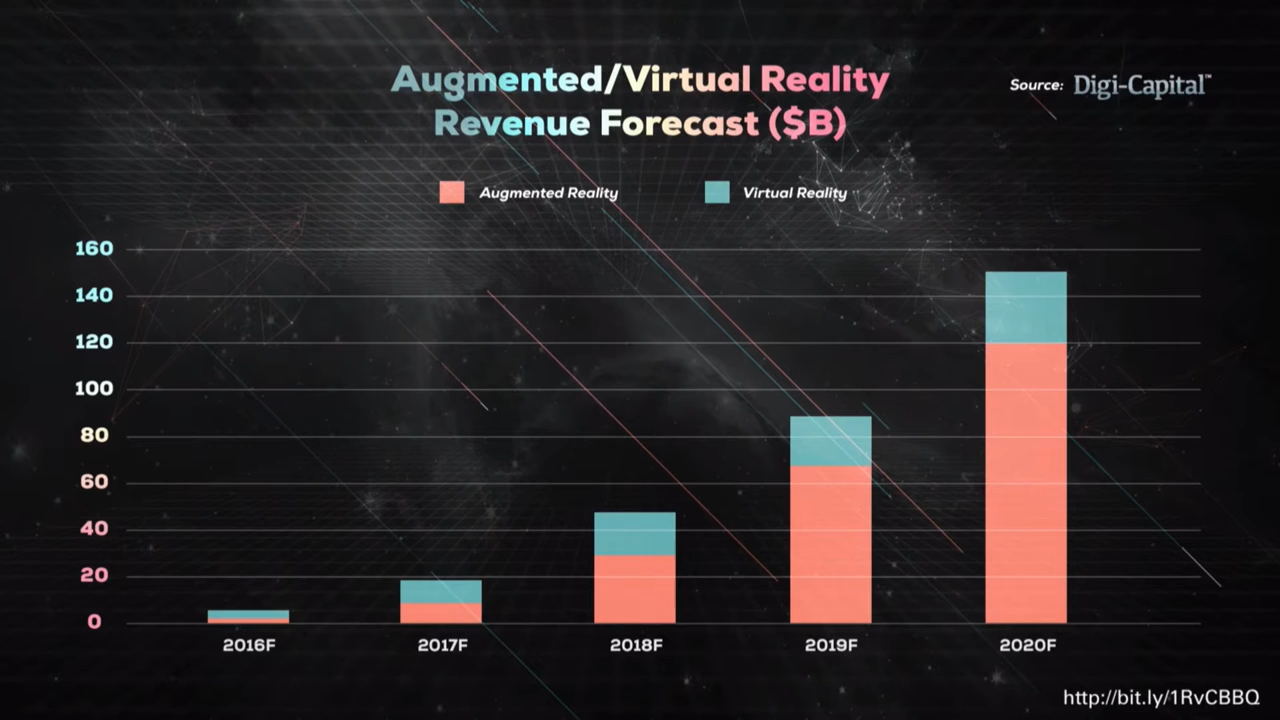 Augmented/Virtual Reality
Revenue Forecast ($B)
Source: Digi-Capital™
Augmented Reality
Virtual Reality
160
140
120
100
80
60
40
20
0
2016F
2017F
2018F
2019F
2020F
http://bit.ly/1RvCBBQ